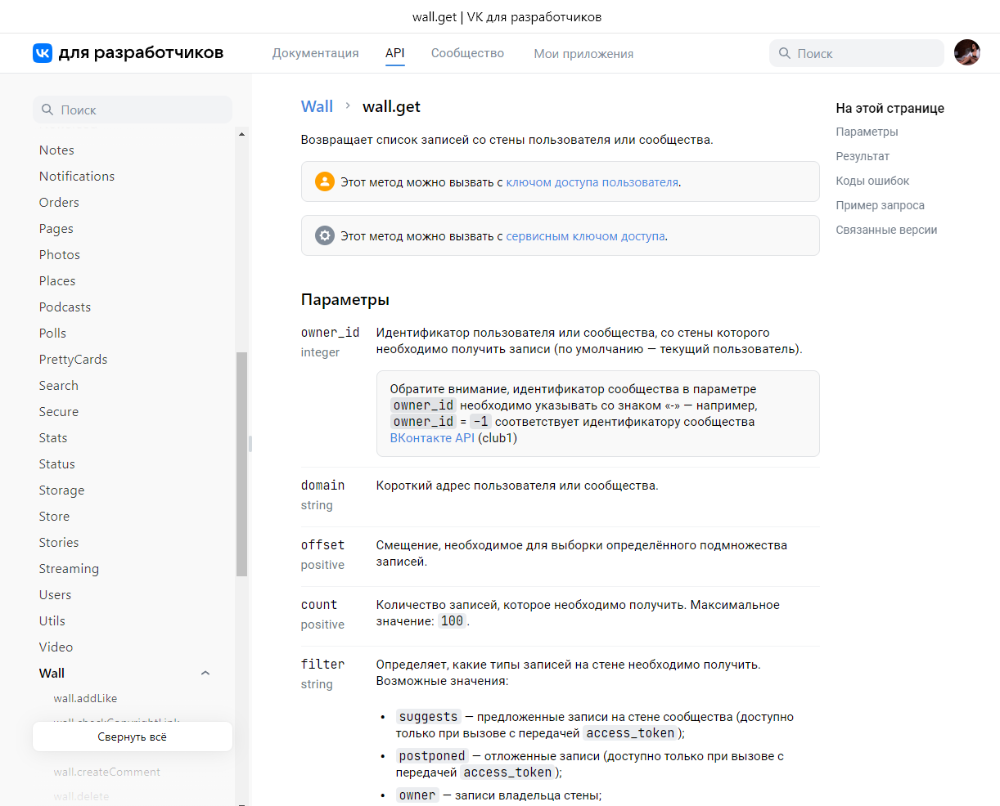 wall.get | VK для разработчиков
для разработчиков
Документация
API
Сообщество
Мои приложения
Поиск
Поиск
Notes
Notifications
Orders
Pages
Photos
Places
Podcasts
Polls
PrettyCards
Search
Secure
Stats
Status
Storage
Store
Stories
Streaming
Users
Utils
Video
Wall
wall.addLike
wall.checkCopyrightLink
Свернуть всё
wall.createComment
wall.delete
Wall > wall.get
Возвращает список записей со стены пользователя или сообщества.
Этот метод можно вызвать с ключом доступа пользователя.
Этот метод можно вызвать с сервисным ключом доступа.
Параметры
owner_id
integer
Идентификатор пользователя или сообщества, со стены которого
необходимо получить записи (по умолчанию — текущий пользователь).
Обратите внимание, идентификатор сообщества в параметре
owner_id необходимо указывать со знаком «-» — например,
owner_id = -1 соответствует идентификатору сообщества
ВКонтакте API (club1)
domain
string
Короткий адрес пользователя или сообщества.
offset
positive
Смещение, необходимое для выборки определённого подмножества
записей.
count
positive
Количество записей, которое необходимо получить. Максимальное
значение: 100.
filter
string
Определяет, какие типы записей на стене необходимо получить.
Возможные значения:
• suggests — предложенные записи на стене сообщества (доступно
только при вызове с передачей access_token);
• postponed — отложенные записи (доступно только при вызове с
передачей access_token);
• owner — записи владельца стены;
На этой странице
Параметры
Результат
Коды ошибок
Пример запроса
Связанные версии